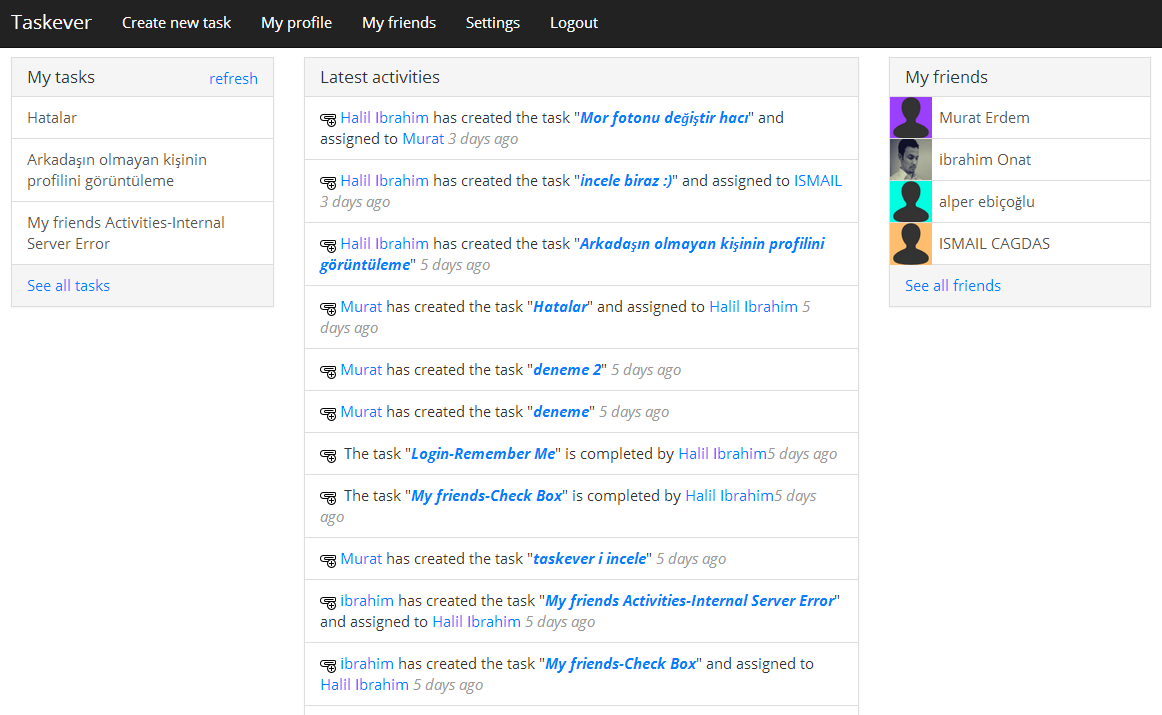 Taskever Create new task My profile My friends Settings Logout
My tasks refresh
Hatalar
Arkadaşın olmayan kişinin
profilini görüntüleme
My friends Activities-Internal
Server Error
See all tasks
Latest activities
Halil Ibrahim has created the task "Mor fotonu değiştir hacı" and
assigned to Murat 3 days ago
Halil Ibrahim has created the task "incele biraz :)" and assigned to ISMAIL
3 days ago
Halil Ibrahim has created the task "Arkadaşın olmayan kişinin profilini
görüntüleme" 5 days ago
Murat has created the task "Hatalar" and assigned to Halil Ibrahim 5
days ago
Murat has created the task "deneme 2" 5 days ago
Murat has created the task "deneme" 5 days ago
The task "Login-Remember Me" is completed by Halil Ibrahim5 days ago
The task "My friends-Check Box" is completed by Halil Ibrahim5 days
ago
Murat has created the task "taskever i incele" 5 days ago
ibrahim has created the task "My friends Activities-Internal Server Error"
and assigned to Halil Ibrahim 5 days ago
ibrahim has created the task "My friends-Check Box" and assigned to
Halil Ibrahim 5 days ago
My friends
Murat Erdem
ibrahim Onat
alper ebiçoğlu
ISMAIL CAGDAS
See all friends